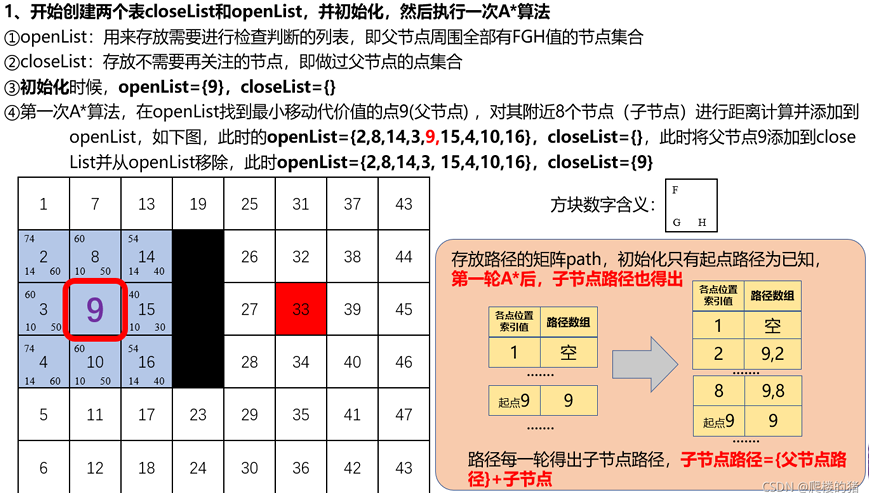 1、开始创建两个表closeList和openList，并初始化，然后执行一次A*算法
①openList：用来存放需要进行检查判断的列表，即父节点周围全部有FGH值的节点集合
②closeList：存放不需要再关注的节点，即做过父节点的点集合
③初始化时候，openList={9}，closeList={}
④第一次A*算法，在openList找到最小移动代价值的点9(父节点)，对其附近8个节点（子节点）进行距离计算并添加到
openList，如下图，此时的openList={2,8,14,3,9,15,4,10,16}，closeList={}，此时将父节点9添加到close
List并从openList移除，此时openList={2,8,14,3, 15,4,10,16}，closeList={9}
1 7 13 19 25 31 37 43
74 60 54
2 8 14 26 32 38 44
14 60 10 50 14 40
60 40
3 9 15 27 33 39 45
10 50 10 30
74 60 54
4 10 16 28 34 40 46
14 60 10 50 14 40
5 11 17 23 29 35 41 47
6 12 18 24 30 36 42 43
方块数字含义：
F
G H
存放路径的矩阵path，初始化只有起点路径为已知，
第一轮A*后，子节点路径也得出
各点位置
索引值 路径数组
1 空
.......
起点9 9
.......
各点位置
索引值 路径数组
1 空
2 9,2
.......
8 9,8
起点9 9
.......
路径每一轮得出子节点路径，子节点路径={父节点路
径}+子节点
CSDN @爬楼的猪